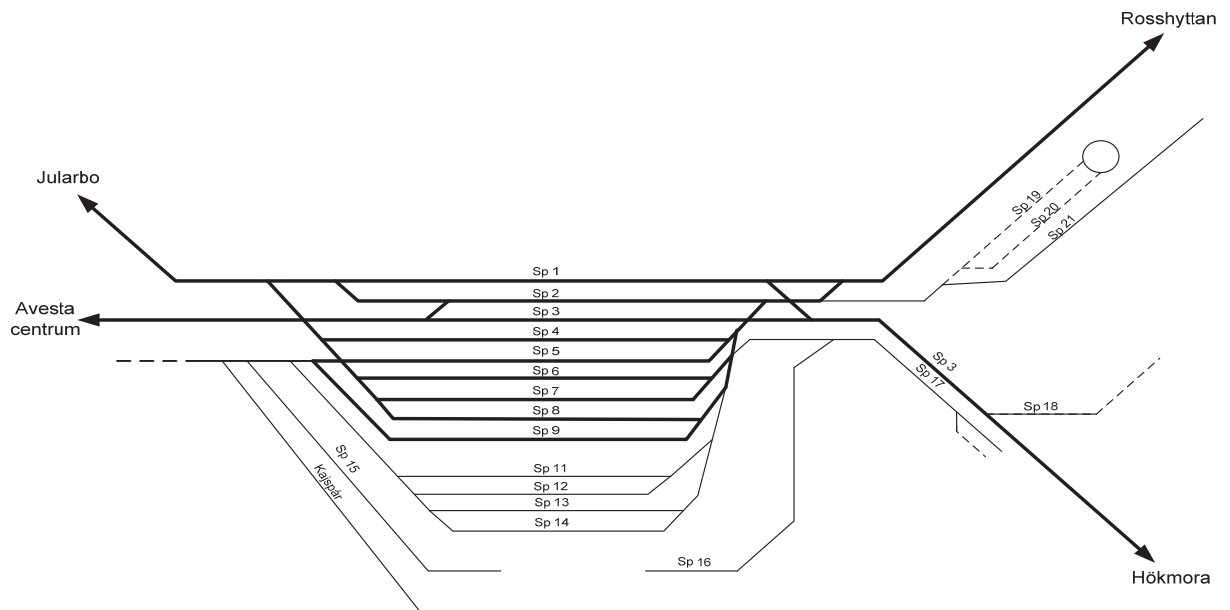 Rosshyttan
Jularbo
Sp 19
Sp 20
Sp 21
Sp 1
Sp 2
Avesta
centrum
Sp 3
Sp 4
Sp 5
Sp 6
Sp 7
Sp 8
Sp 9
Sp 3
Sp 17
Sp 18
Sp 15
Kajspår
Sp 11
Sp 12
Sp 13
Sp 14
Sp 16
Hökmora